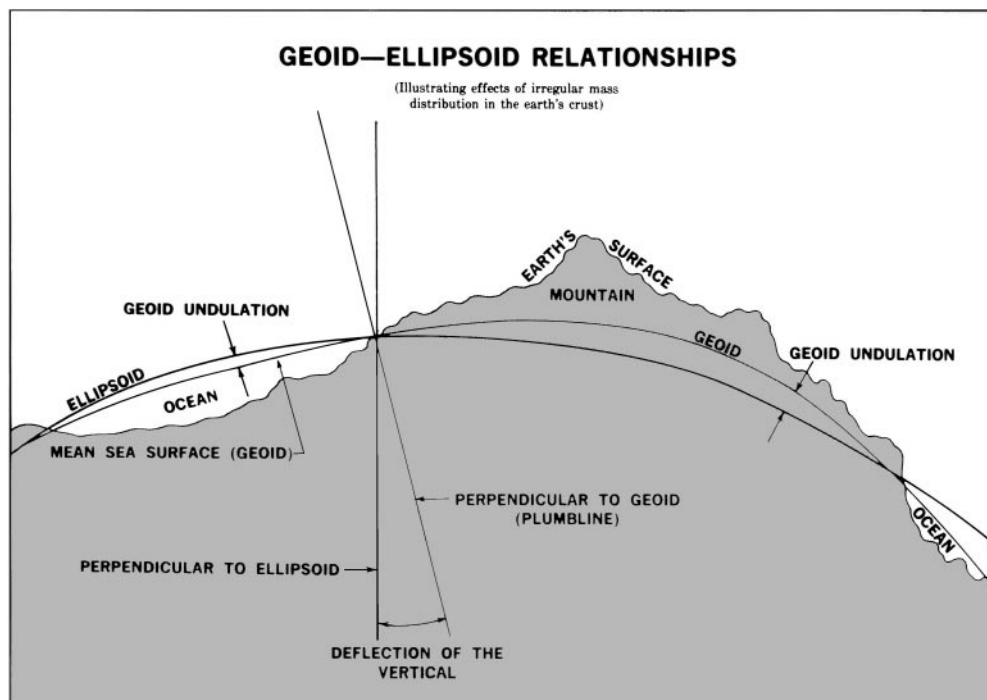 GEOID—ELLIPSOID RELATIONSHIPS
(Illustrating effects of irregular mass
distribution in the earth's crust)
EARTH'S
SURFACE
MOUNTAIN
GEOID UNDULATION
GEOID
GEOID UNDULATION
ELLIPSOID
OCEAN
MEAN SEA SURFACE (GEOID)
PERPENDICULAR TO GEOID
(PLUMBLINE)
OCEAN
PERPENDICULAR TO ELLIPSOID
DEFLECTION OF THE
VERTICAL